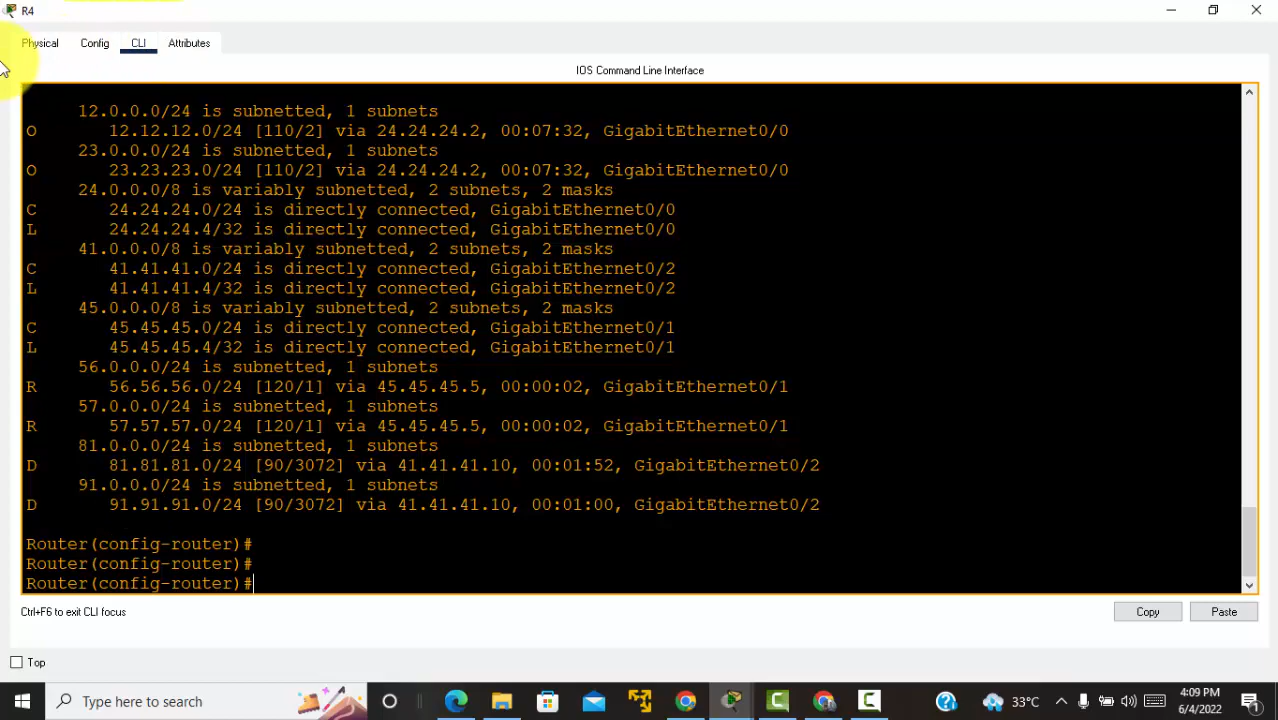 R4
Physical Config CLI Attributes
IOS Command Line Interface
12.0.0.0/24 is subnetted, 1 subnets
O 12.12.12.0/24 [110/2] via 24.24.24.2, 00:07:32, GigabitEthernet0/0
23.0.0.0/24 is subnetted, 1 subnets
O 23.23.23.0/24 [110/2] via 24.24.24.2, 00:07:32, GigabitEthernet0/0
24.0.0.0/8 is variably subnetted, 2 subnets, 2 masks
C 24.24.24.0/24 is directly connected, GigabitEthernet0/0
L 24.24.24.4/32 is directly connected, GigabitEthernet0/0
41.0.0.0/8 is variably subnetted, 2 subnets, 2 masks
C 41.41.41.0/24 is directly connected, GigabitEthernet0/2
L 41.41.41.4/32 is directly connected, GigabitEthernet0/2
45.0.0.0/8 is variably subnetted, 2 subnets, 2 masks
C 45.45.45.0/24 is directly connected, GigabitEthernet0/1
L 45.45.45.4/32 is directly connected, GigabitEthernet0/1
56.0.0.0/24 is subnetted, 1 subnets
R 56.56.56.0/24 [120/1] via 45.45.45.5, 00:00:02, GigabitEthernet0/1
57.0.0.0/24 is subnetted, 1 subnets
R 57.57.57.0/24 [120/1] via 45.45.45.5, 00:00:02, GigabitEthernet0/1
81.0.0.0/24 is subnetted, 1 subnets
D 81.81.81.0/24 [90/3072] via 41.41.41.10, 00:01:52, GigabitEthernet0/2
91.0.0.0/24 is subnetted, 1 subnets
D 91.91.91.0/24 [90/3072] via 41.41.41.10, 00:01:00, GigabitEthernet0/2
Router(config-router)#
Router(config-router)#
Router(config-router)#
Ctrl+F6 to exit CLI focus
Copy Paste
Top
Type here to search
33°C
4:09 PM
6/4/2022
1